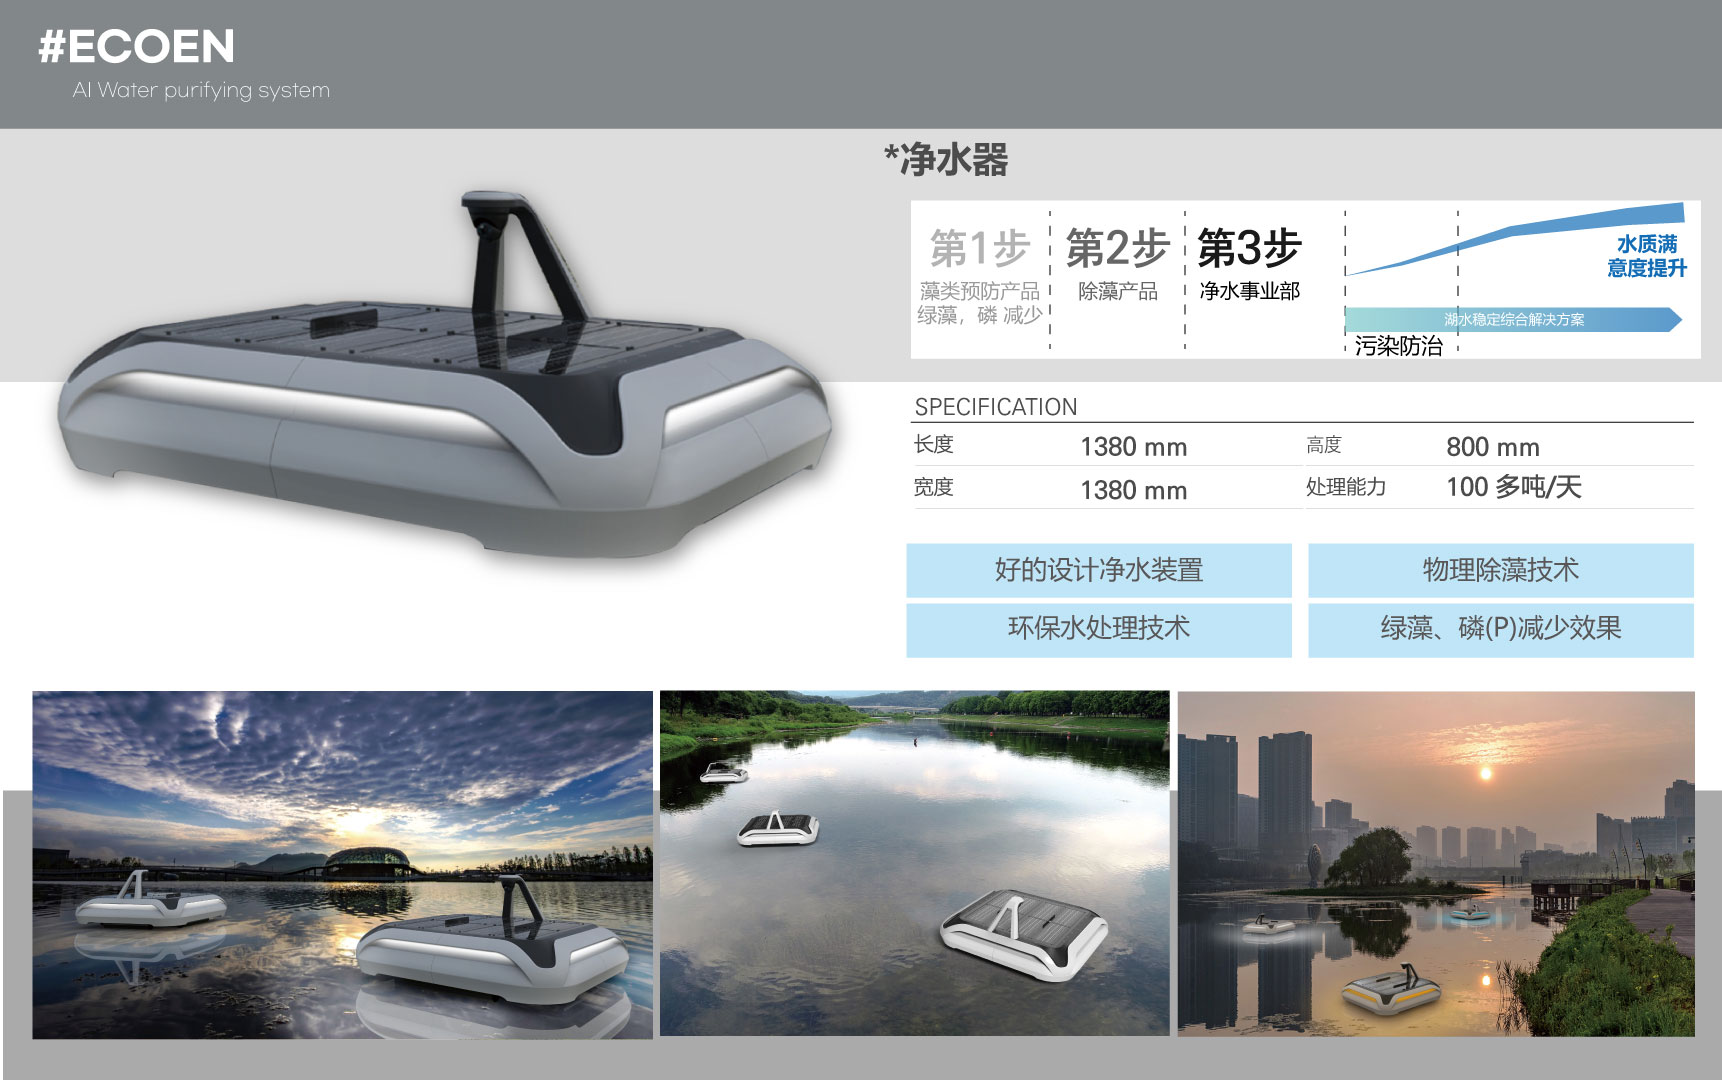 #ECOEN
AI Water purifying system
*净水器
第1步
藻类预防产品
绿藻，磷 减少
第2步
除藻产品
第3步
净水事业部
水质满
意度提升
湖水稳定综合解决方案
污染防治
SPECIFICATION
长度 1380 mm 高度 800 mm
宽度 1380 mm 处理能力 100 多吨/天
好的设计净水装置 物理除藻技术
环保水处理技术 绿藻、磷(P)减少效果